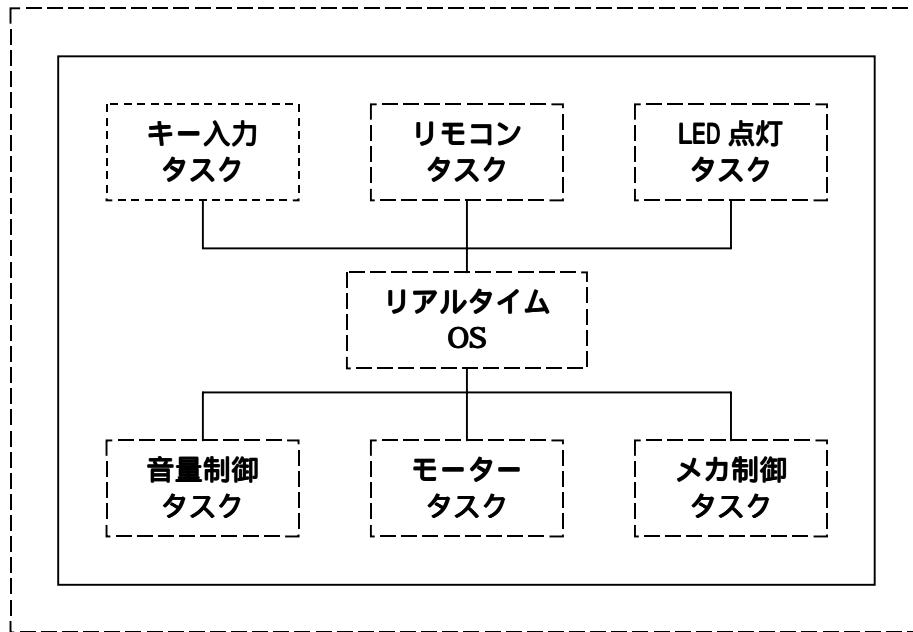 キー入力
タスク
リモコン
タスク
LED 点灯
タスク
リアルタイム
OS
音量制御
タスク
モーター
タスク
メカ制御
タスク